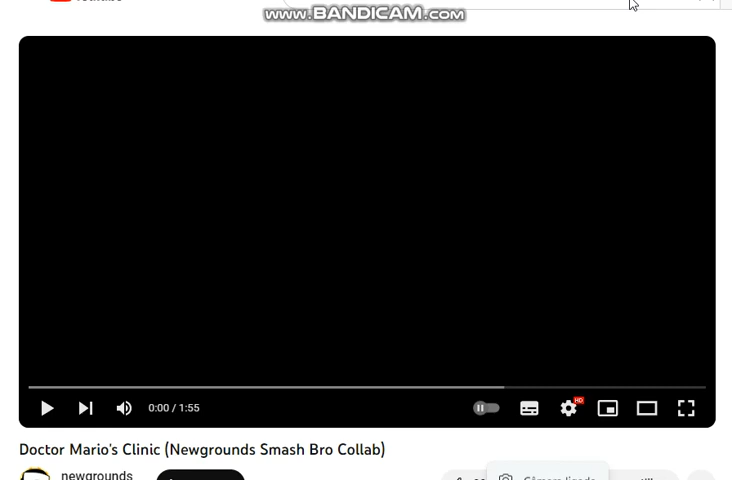 www.BANDICAM.com
HD
0:00 / 1:55
Doctor Mario's Clinic (Newgrounds Smash Bro Collab)
newgrounds